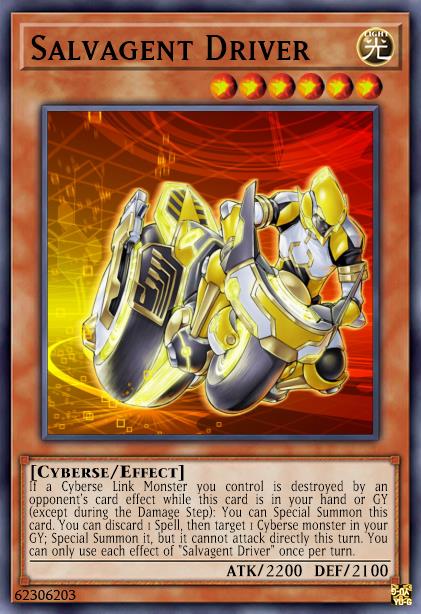 Salvagent Driver
LIGHT
光
[Cyberse/Effect]
If a Cyberse Link Monster you control is destroyed by an
opponent's card effect while this card is in your hand or GY
(except during the Damage Step): You can Special Summon this
card. You can discard 1 Spell, then target 1 Cyberse monster in your
GY; Special Summon it, but it cannot attack directly this turn. You
can only use each effect of "Salvagent Driver" once per turn.
ATK/2200 DEF/2100
62306203